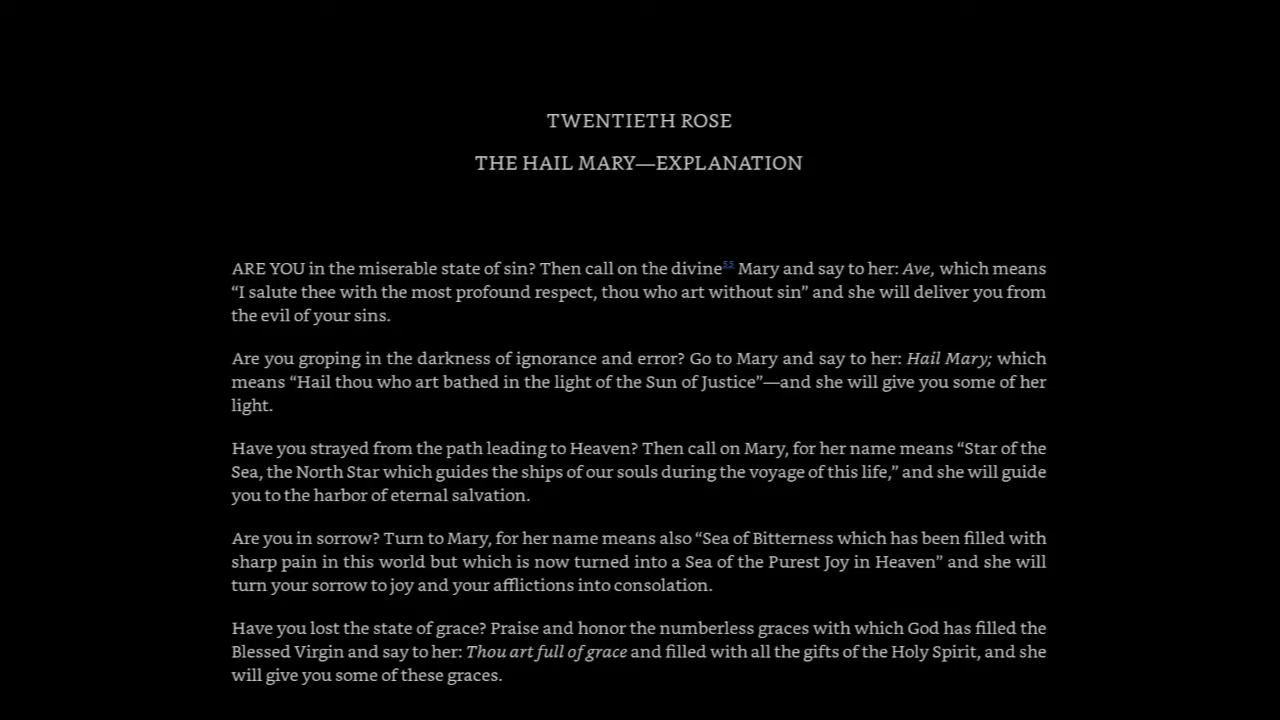 TWENTIETH ROSE
THE HAIL MARY—EXPLANATION
ARE YOU in the miserable state of sin? Then call on the divine55 Mary and say to her: Ave, which means
“I salute thee with the most profound respect, thou who art without sin” and she will deliver you from
the evil of your sins.
Are you groping in the darkness of ignorance and error? Go to Mary and say to her: Hail Mary; which
means “Hail thou who art bathed in the light of the Sun of Justice”—and she will give you some of her
light.
Have you strayed from the path leading to Heaven? Then call on Mary, for her name means “Star of the
Sea, the North Star which guides the ships of our souls during the voyage of this life,” and she will guide
you to the harbor of eternal salvation.
Are you in sorrow? Turn to Mary, for her name means also “Sea of Bitterness which has been filled with
sharp pain in this world but which is now turned into a Sea of the Purest Joy in Heaven” and she will
turn your sorrow to joy and your afflictions into consolation.
Have you lost the state of grace? Praise and honor the numberless graces with which God has filled the
Blessed Virgin and say to her: Thou art full of grace and filled with all the gifts of the Holy Spirit, and she
will give you some of these graces.